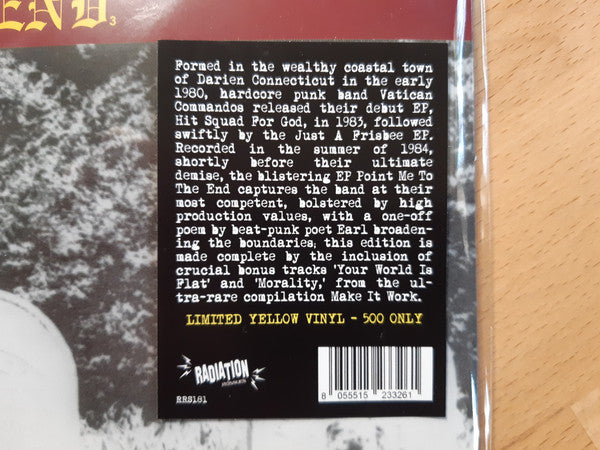 END3
Formed in the wealthy coastal town
of Darien Connecticut in the early
1980, hardcore punk band Vatican
Commandos released their debut EP,
Hit Squad For God, in 1983, followed
swiftly by the Just A Frisbee EP.
Recorded in the summer of 1984,
shortly before their ultimate
demise, the blistering EP Point Me To
The End captures the band at their
most competent, bolstered by high
production values, with a one-off
poem by beat-punk poet Earl broaden-
ing the boundaries; this edition is
made complete by the inclusion of
crucial bonus tracks 'Your World Is
Flat' and 'Morality,' from the ul-
tra-rare compilation Make It Work.
LIMITED YELLOW VINYL - 500 ONLY
RADIATION
RRS181
8 055515 233261